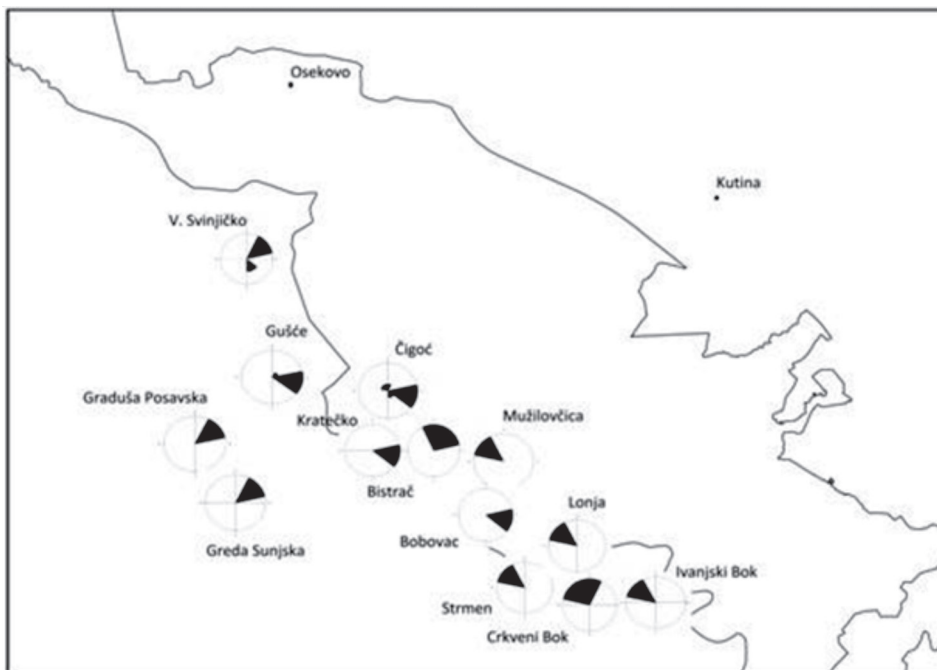 Osekovo
Kutina
V. Svinjičko
Gušće
Čigoć
Graduša Posavska
Kratečko
Mužilovčica
Bistrač
Lonja
Bobovac
Greda Sunjska
Ivanjski Bok
Strmen
Crkveni Bok